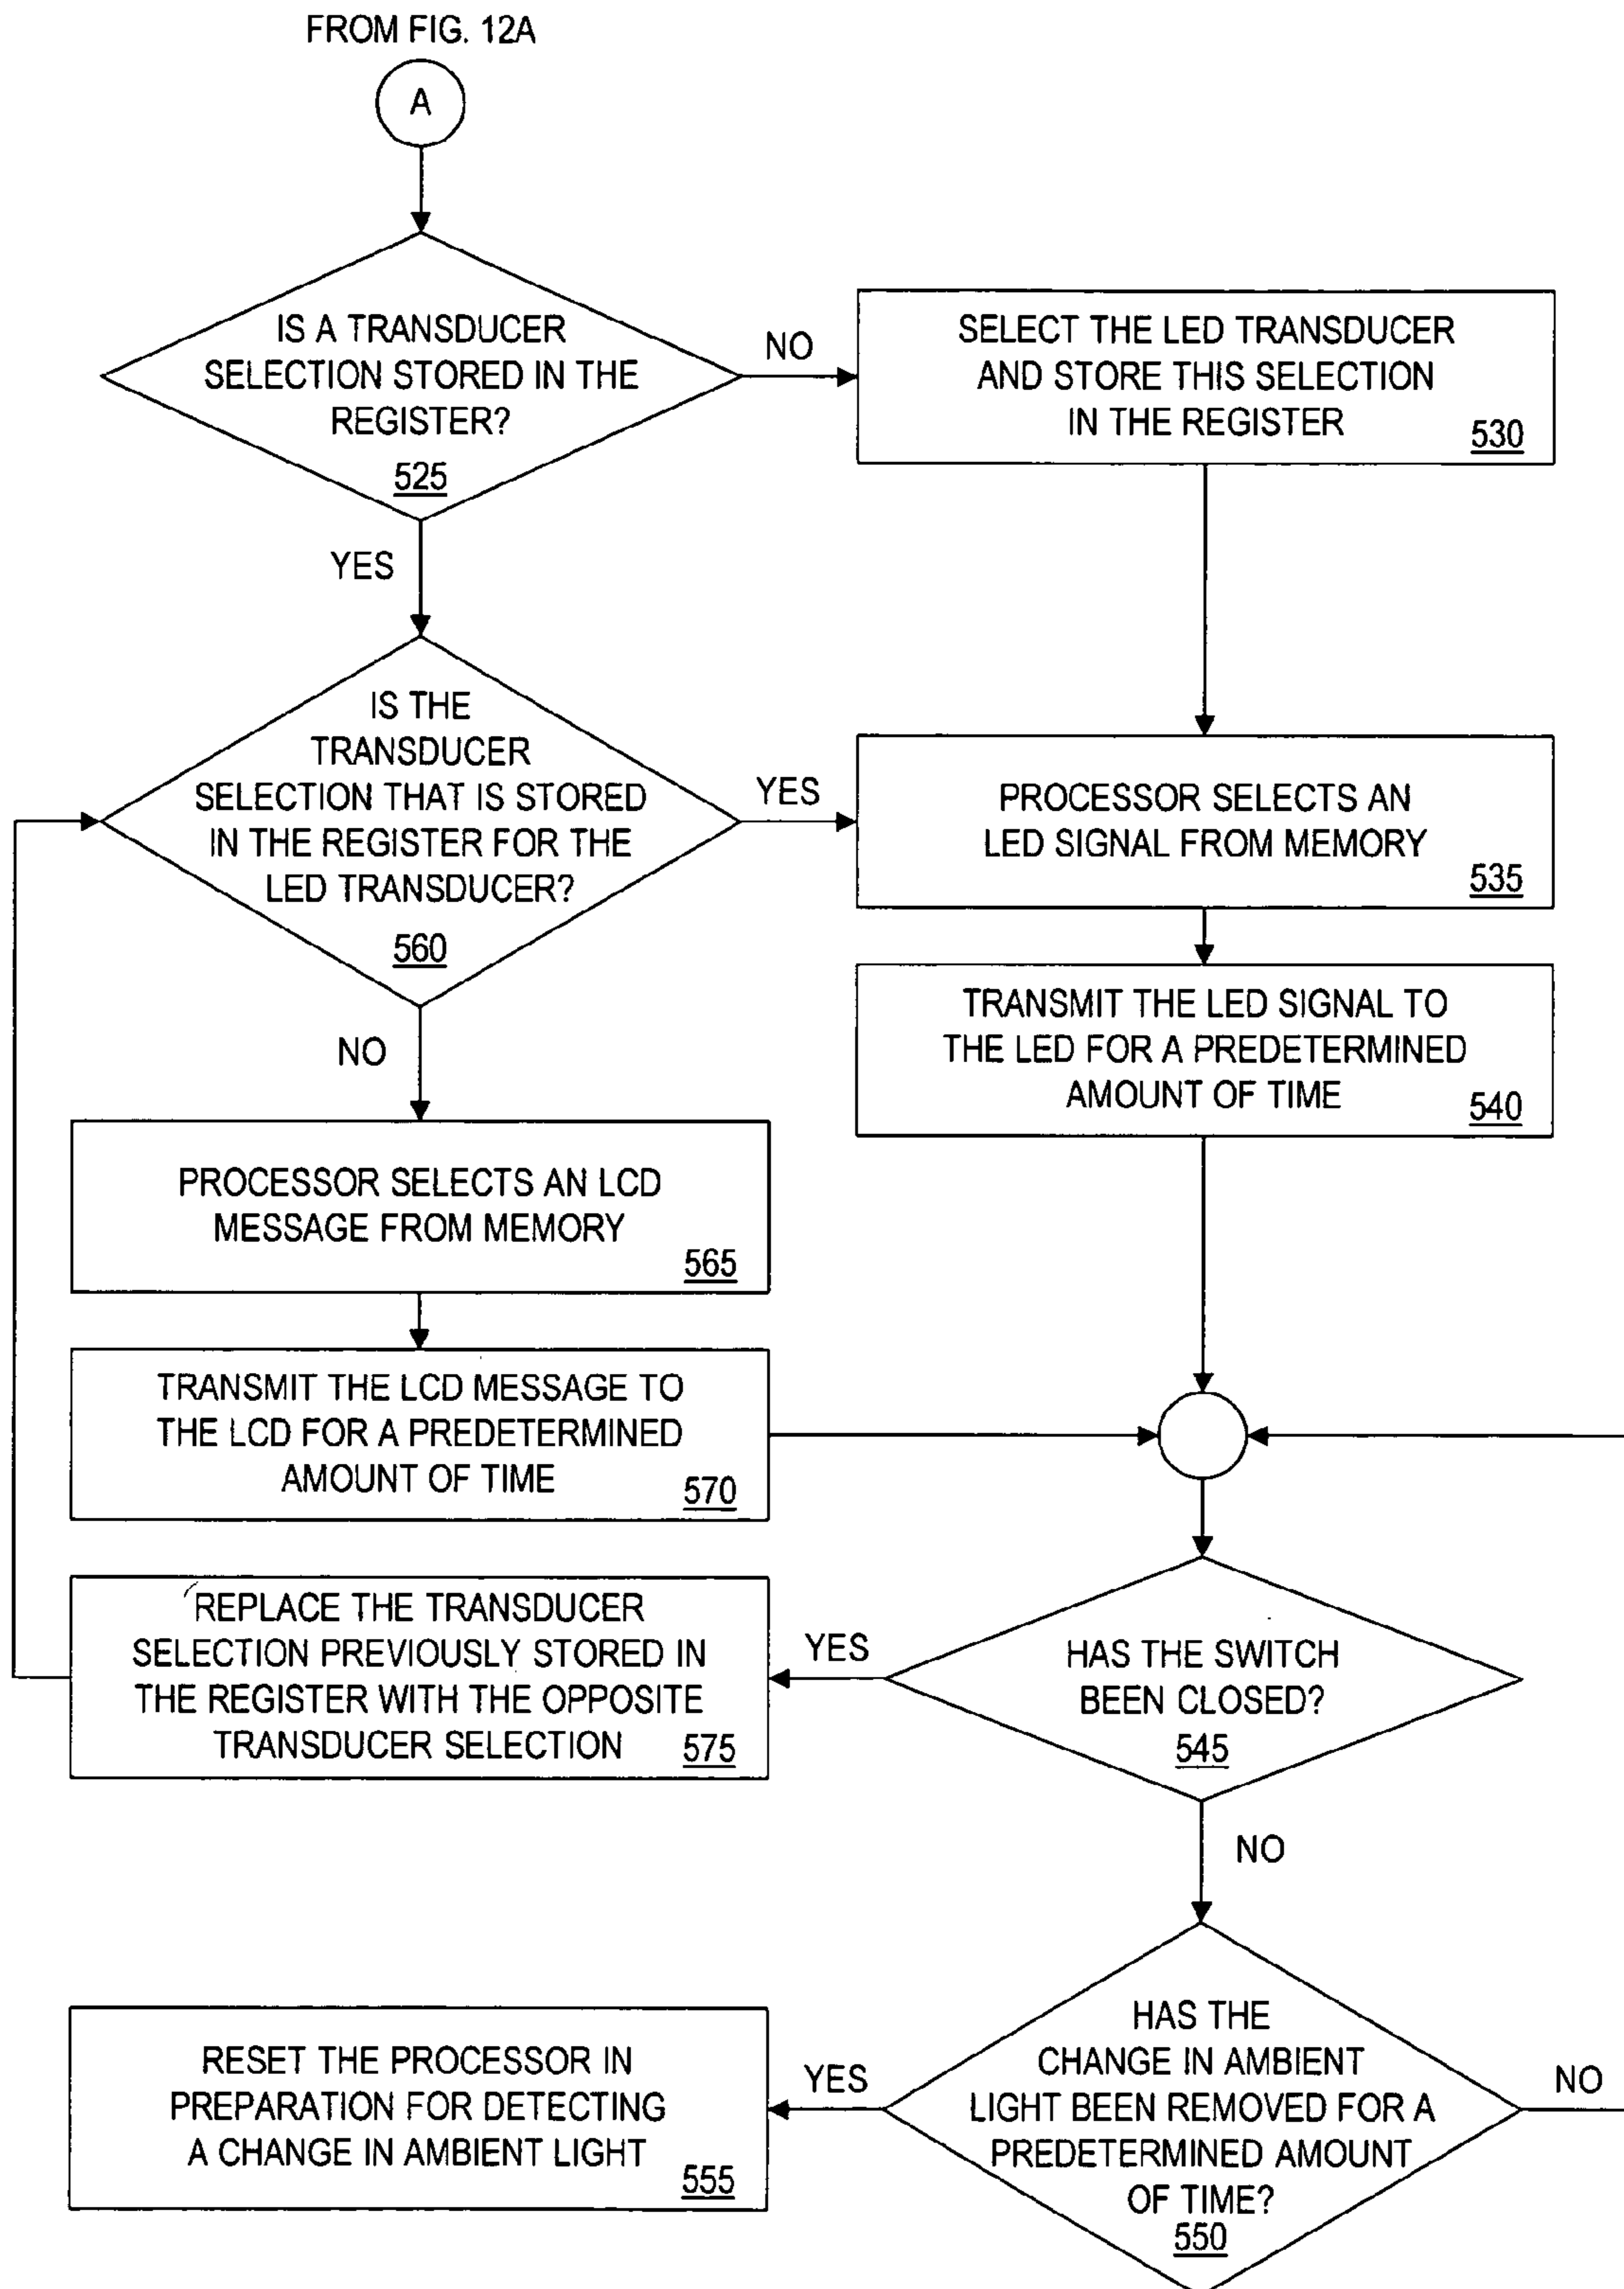 FROM FIG. 12A
A
IS A TRANSDUCER
SELECTION STORED IN THE
REGISTER?
525
NO
SELECT THE LED TRANSDUCER
AND STORE THIS SELECTION
IN THE REGISTER
530
YES
IS THE
TRANSDUCER
SELECTION THAT IS STORED
IN THE REGISTER FOR THE
LED TRANSDUCER?
560
YES
PROCESSOR SELECTS AN
LED SIGNAL FROM MEMORY
535
TRANSMIT THE LED SIGNAL TO
THE LED FOR A PREDETERMINED
AMOUNT OF TIME
540
NO
PROCESSOR SELECTS AN LCD
MESSAGE FROM MEMORY
565
TRANSMIT THE LCD MESSAGE TO
THE LCD FOR A PREDETERMINED
AMOUNT OF TIME
570
REPLACE THE TRANSDUCER
SELECTION PREVIOUSLY STORED IN
THE REGISTER WITH THE OPPOSITE
TRANSDUCER SELECTION
575
YES
HAS THE SWITCH
BEEN CLOSED?
545
NO
RESET THE PROCESSOR IN
PREPARATION FOR DETECTING
A CHANGE IN AMBIENT LIGHT
555
YES
HAS THE
CHANGE IN AMBIENT
LIGHT BEEN REMOVED FOR A
PREDETERMINED AMOUNT
OF TIME?
550
NO